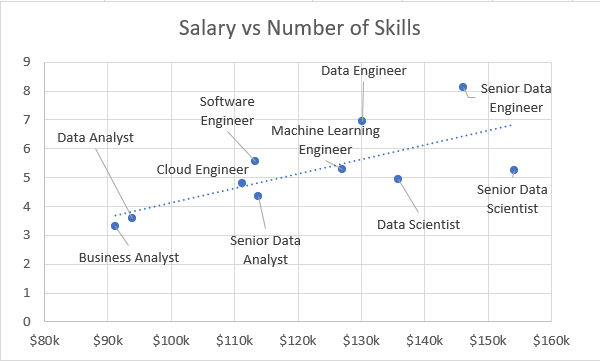 Salary vs Number of Skills
9
8
7
6
5
4
3
2
1
0
Data Engineer
Senior Data
Engineer
Software
Engineer
Machine Learning
Engineer
Data Analyst
Cloud Engineer
Senior Data
Scientist
Data Scientist
Senior Data
Analyst
Business Analyst
$80k
$90k
$100k
$110k
$120k
$130k
$140k
$150k
$160k